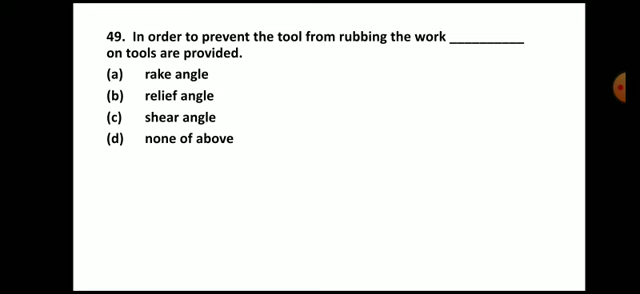 49. In order to prevent the tool from rubbing the work __________
on tools are provided.
(a) rake angle
(b) relief angle
(c) shear angle
(d) none of above